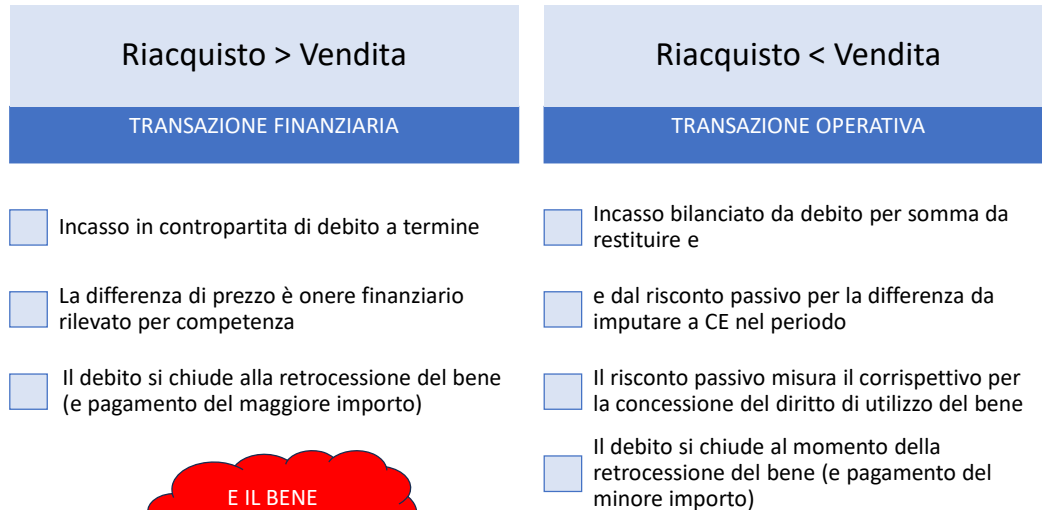 Riacquisto > Vendita
TRANSAZIONE FINANZIARIA
Incasso in contropartita di debito a termine
La differenza di prezzo è onere finanziario
rilevato per competenza
Il debito si chiude alla retrocessione del bene
(e pagamento del maggiore importo)
E IL BENE
Riacquisto < Vendita
TRANSAZIONE OPERATIVA
Incasso bilanciato da debito per somma da
restituire e
e dal risconto passivo per la differenza da
imputare a CE nel periodo
Il risconto passivo misura il corrispettivo per
la concessione del diritto di utilizzo del bene
Il debito si chiude al momento della
retrocessione del bene (e pagamento del
minore importo)